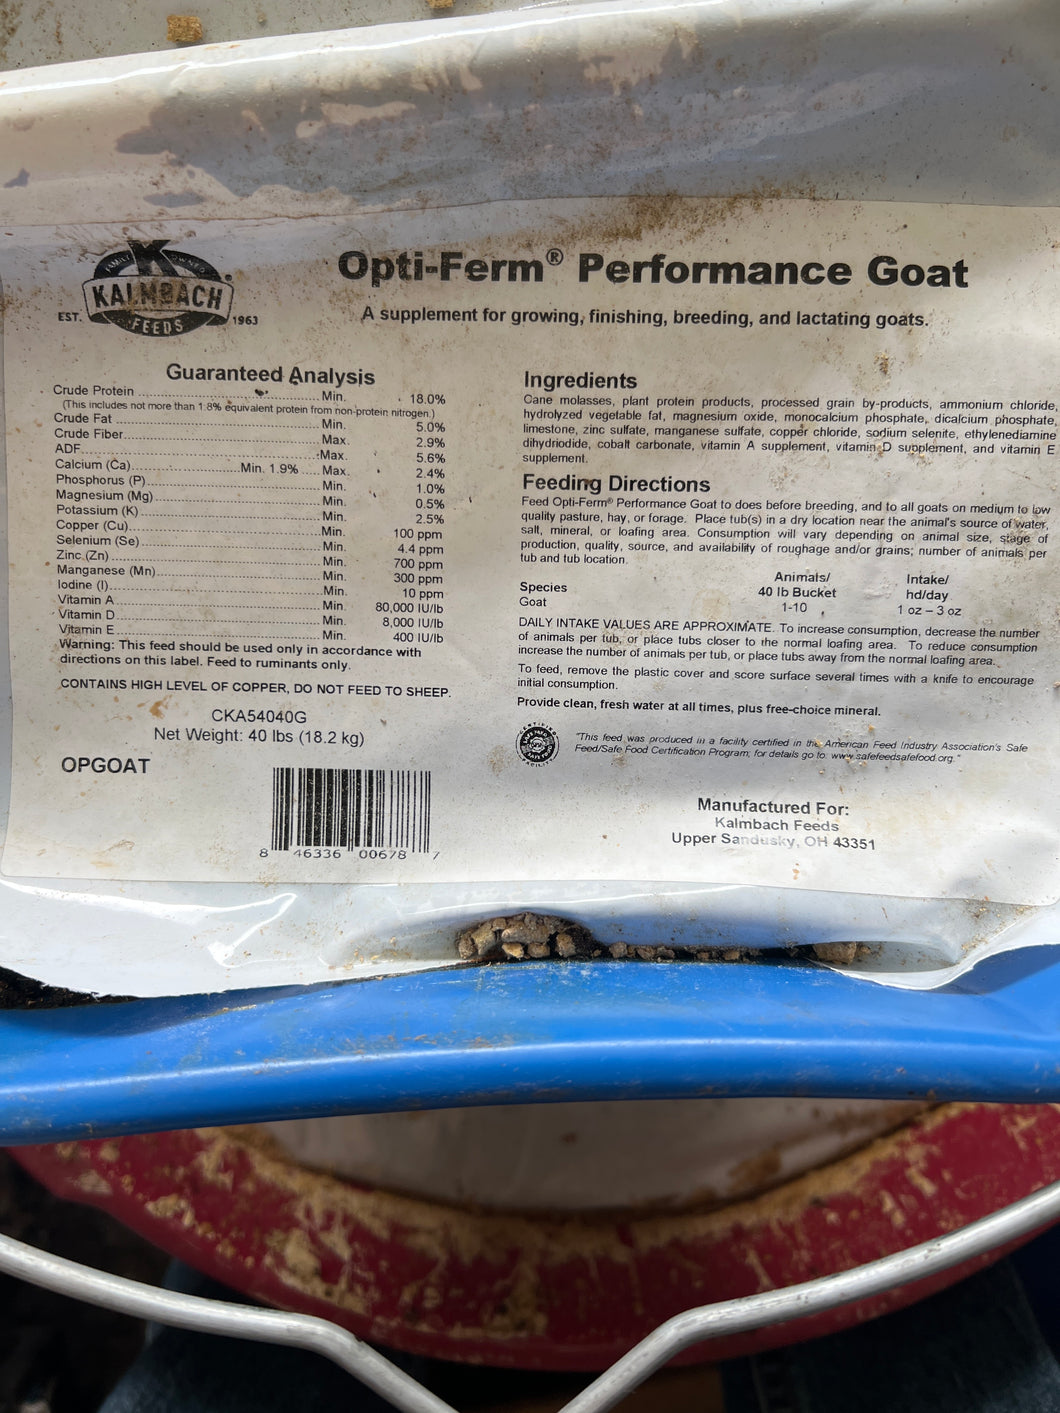 FAMILY OWNED
K
KALMBACH
FEEDS
®
EST.
1963
Opti-Ferm® Performance Goat
A supplement for growing, finishing, breeding, and lactating goats.
Guaranteed Analysis
Crude Protein Min. 18.0%
(This includes not more than 1.8% equivalent protein from non-protein nitrogen.)
Crude Fat Min. 5.0%
Crude Fiber Max. 2.9%
ADF Max. 5.6%
Calcium (Ca) Min. 1.9% Max. 2.4%
Phosphorus (P) Min. 1.0%
Magnesium (Mg) Min. 0.5%
Potassium (K) Min. 2.5%
Copper (Cu) Min. 100 ppm
Selenium (Se) Min. 4.4 ppm
Zinc (Zn) Min. 700 ppm
Manganese (Mn) Min. 300 ppm
Iodine (I) Min. 10 ppm
Vitamin A Min. 80,000 IU/lb
Vitamin D Min. 8,000 IU/lb
Vitamin E Min. 400 IU/lb
Warning: This feed should be used only in accordance with
directions on this label. Feed to ruminants only.
CONTAINS HIGH LEVEL OF COPPER, DO NOT FEED TO SHEEP.
CKA54040G
Net Weight: 40 lbs (18.2 kg)
OPGOAT
8 46336 00678 7
Ingredients
Cane molasses, plant protein products, processed grain by-products, ammonium chloride,
hydrolyzed vegetable fat, magnesium oxide, monocalcium phosphate, dicalcium phosphate,
limestone, zinc sulfate, manganese sulfate, copper chloride, sodium selenite, ethylenediamine
dihydriodide, cobalt carbonate, vitamin A supplement, vitamin D supplement, and vitamin E
supplement.
Feeding Directions
Feed Opti-Ferm® Performance Goat to does before breeding, and to all goats on medium to low
quality pasture, hay, or forage. Place tub(s) in a dry location near the animal's source of water,
salt, mineral, or loafing area. Consumption will vary depending on animal size, stage of
production, quality, source, and availability of roughage and/or grains; number of animals per
tub and tub location.
Animals/ Intake/
Species 40 lb Bucket hd/day
Goat 1-10 1 oz – 3 oz
DAILY INTAKE VALUES ARE APPROXIMATE. To increase consumption, decrease the number
of animals per tub, or place tubs closer to the normal loafing area. To reduce consumption
increase the number of animals per tub, or place tubs away from the normal loafing area.
To feed, remove the plastic cover and score surface several times with a knife to encourage
initial consumption.
Provide clean, fresh water at all times, plus free-choice mineral.
CERTIFIED
FACILITY
"This feed was produced in a facility certified in the American Feed Industry Association's Safe
Feed/Safe Food Certification Program; for details go to: www.safefeedsafefood.org."
Manufactured For:
Kalmbach Feeds
Upper Sandusky, OH 43351